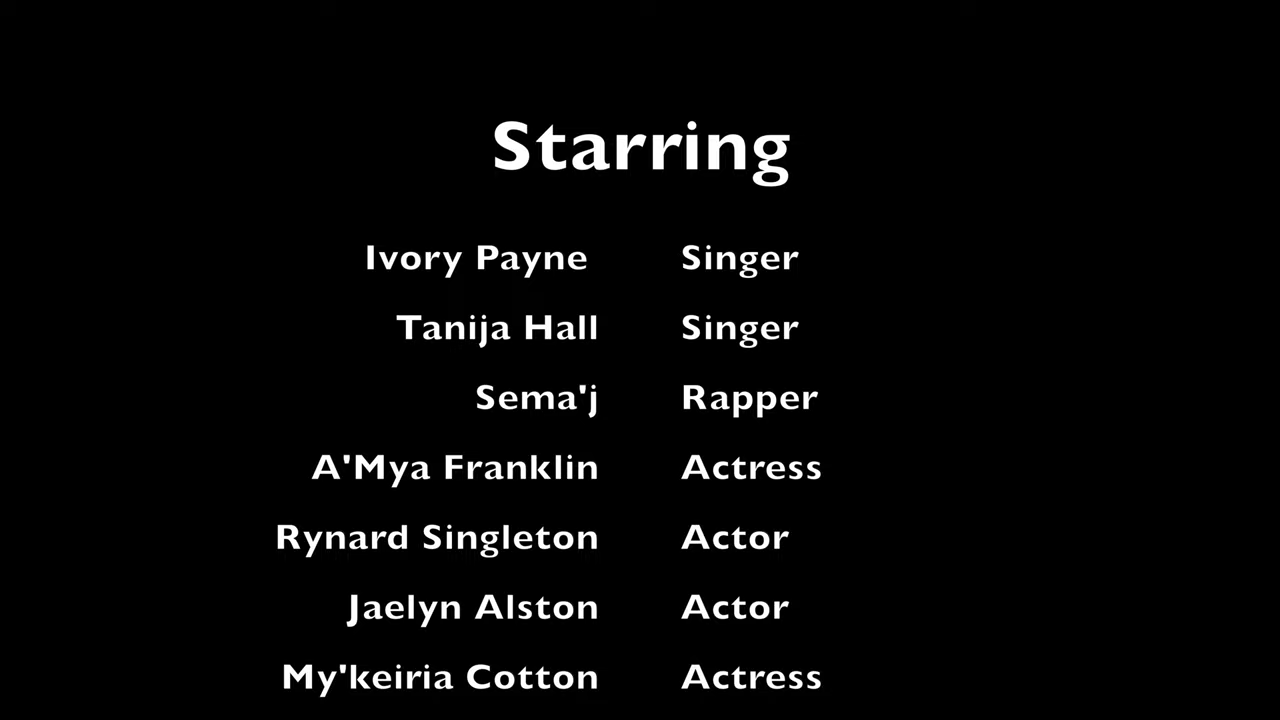 Starring
Ivory Payne Singer
Tanija Hall Singer
Sema'j Rapper
A'Mya Franklin Actress
Rynard Singleton Actor
Jaelyn Alston Actor
My'keiria Cotton Actress